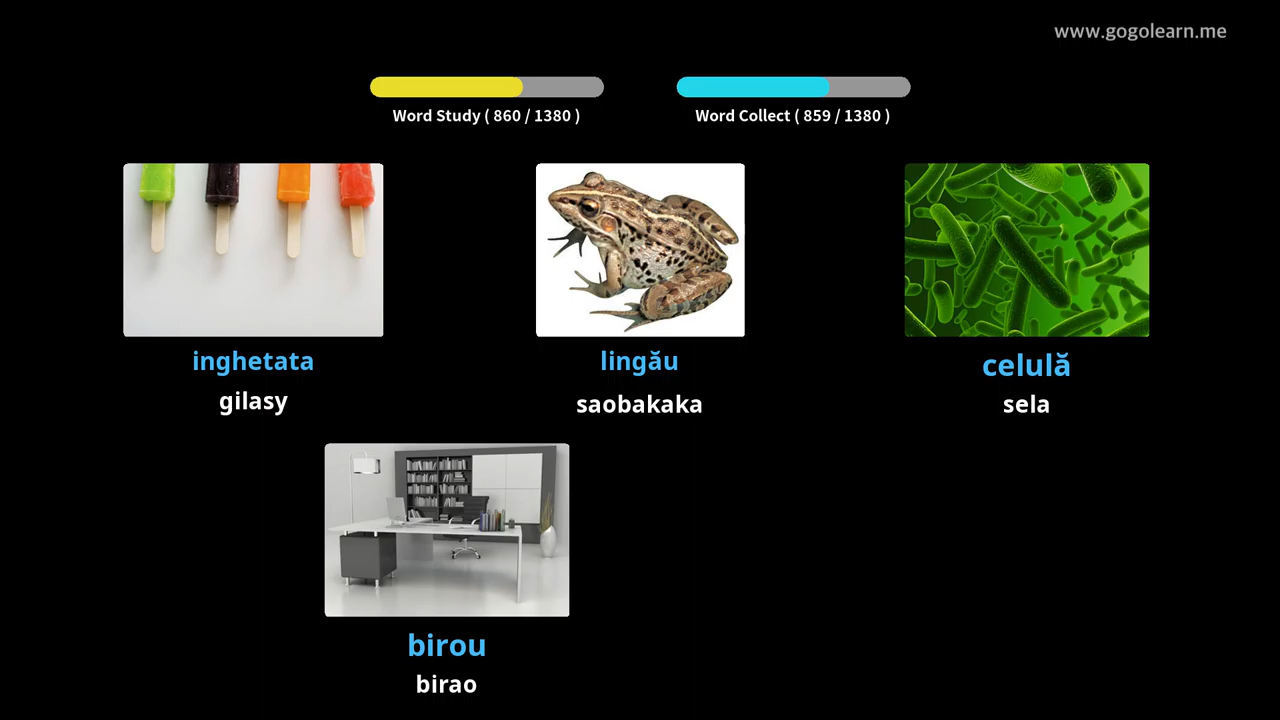 www.gogolearn.me
Word Study ( 860 / 1380 )
Word Collect ( 859 / 1380 )
inghetata
lingău
celulă
gilasy
saobakaka
sela
birou
birao